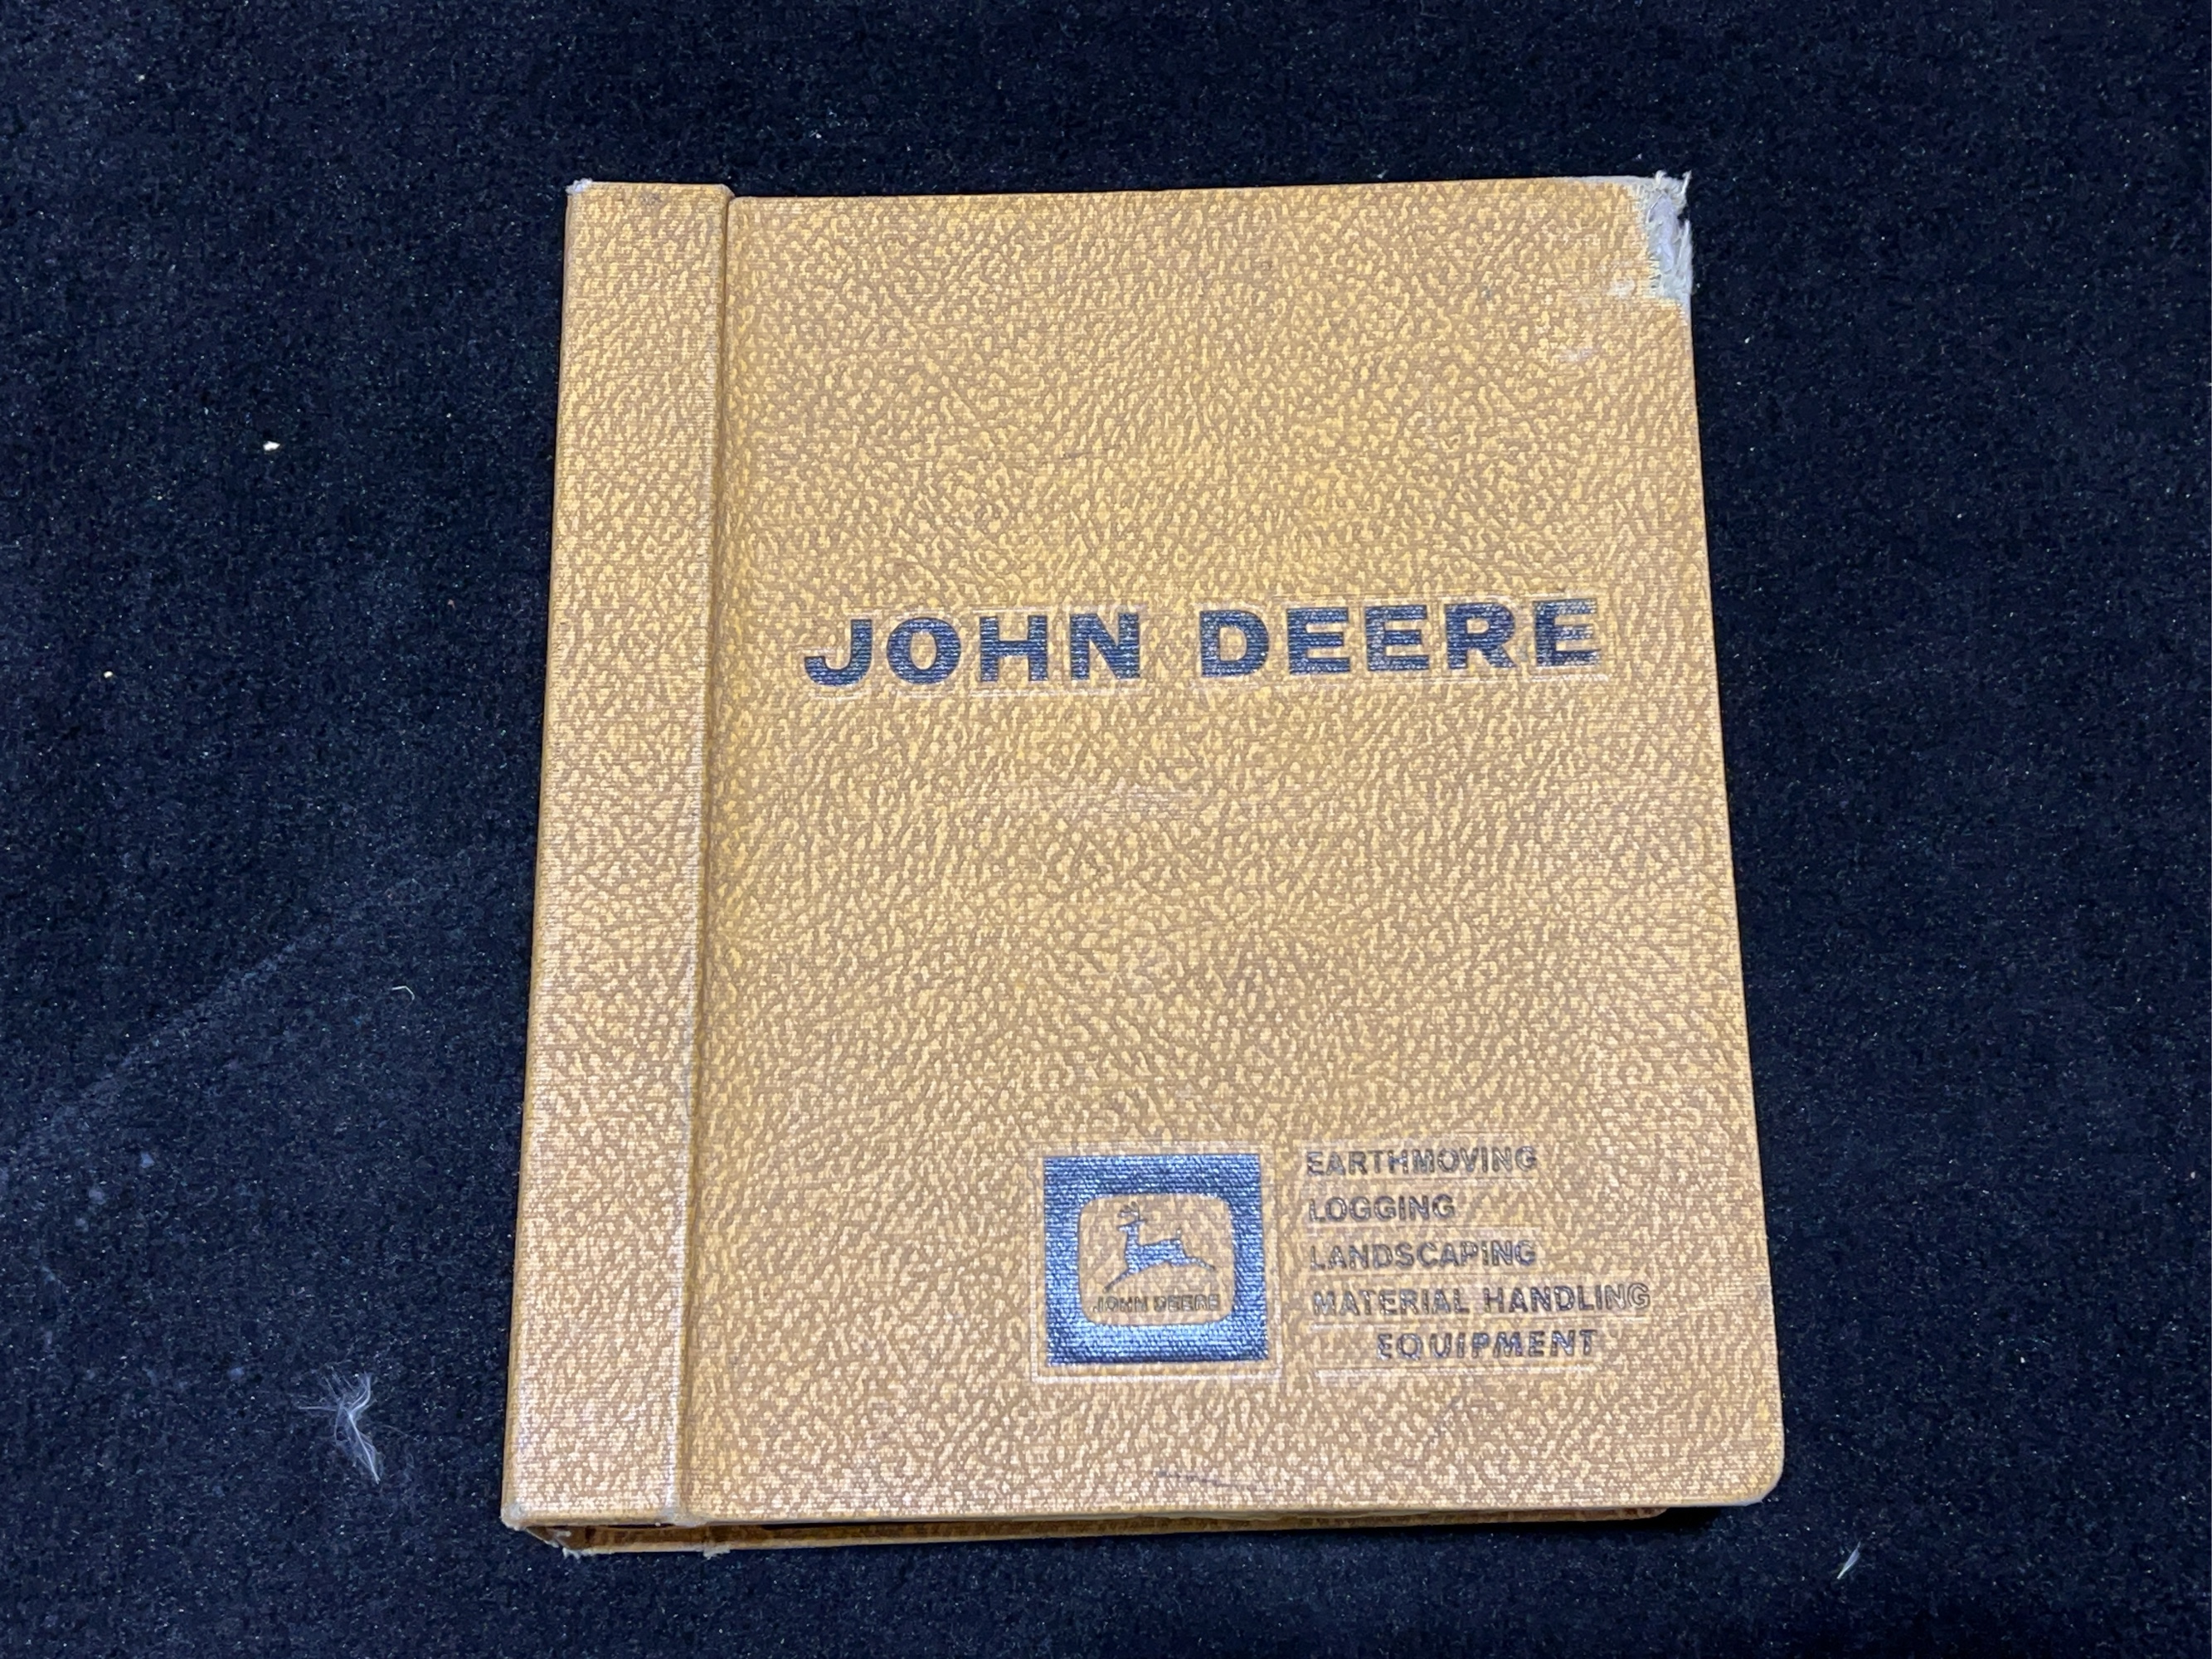 JOHN DEERE
JOHN DEERE
EARTHMOVING
LOGGING
LANDSCAPING
MATERIAL HANDLING
EQUIPMENT